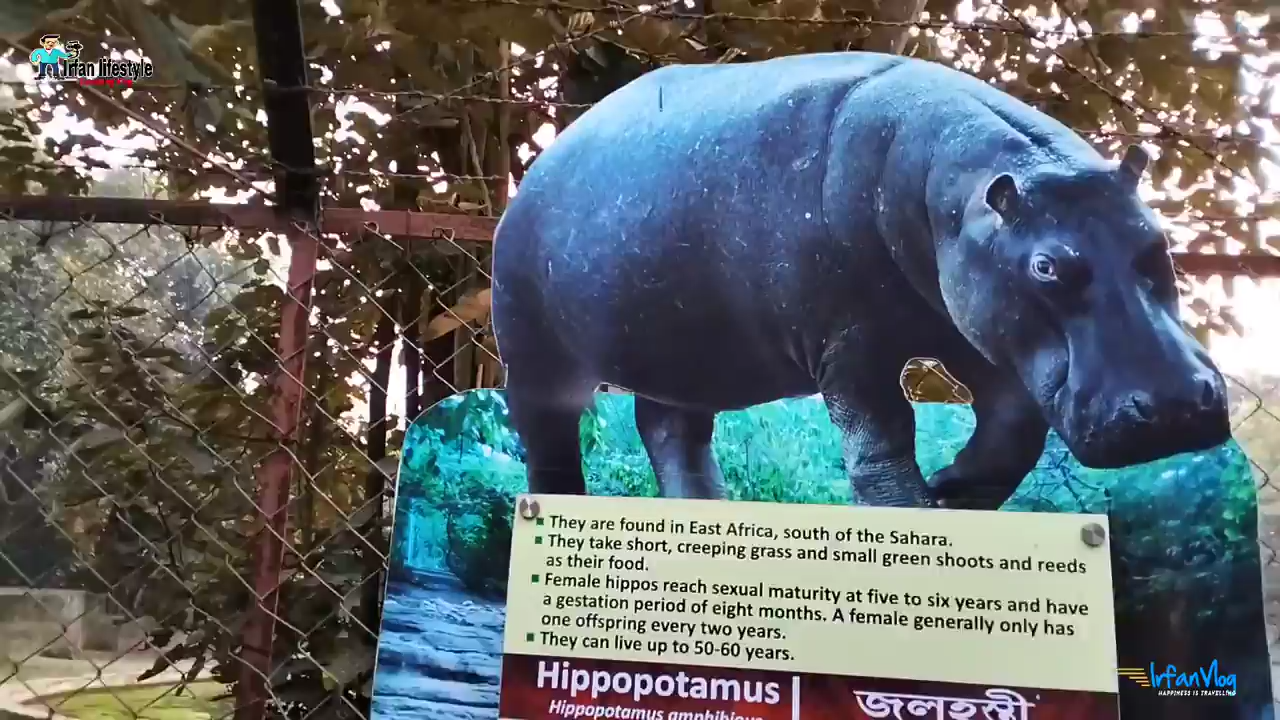 Irfan lifestyle
▪ They are found in East Africa, south of the Sahara.
▪ They take short, creeping grass and small green shoots and reeds
as their food.
▪ Female hippos reach sexual maturity at five to six years and have
a gestation period of eight months. A female generally only has
one offspring every two years.
▪ They can live up to 50-60 years.
Hippopotamus
জলহস্তী
Hippopotamus amphibious
IrfanVlog
HAPPINESS IS TRAVELLING